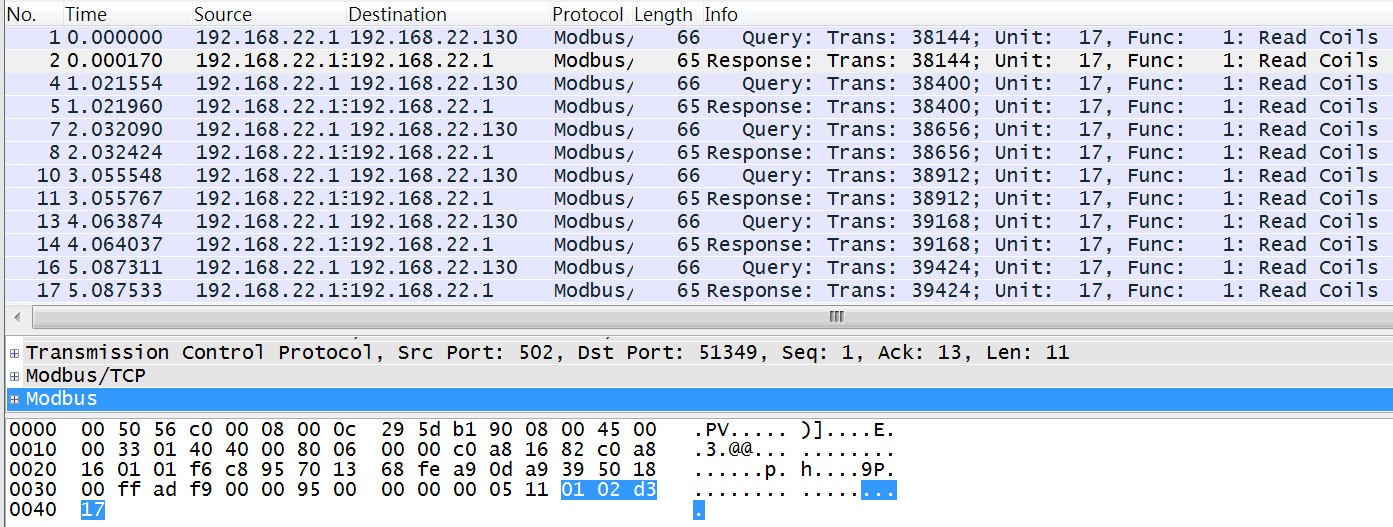 No. Time Source Destination Protocol Length Info
1 0.000000 192.168.22.1 192.168.22.130 Modbus/ 66 Query: Trans: 38144; Unit: 17, Func: 1: Read Coils
2 0.000170 192.168.22.13 192.168.22.1 Modbus/ 65 Response: Trans: 38144; Unit: 17, Func: 1: Read Coils
4 1.021554 192.168.22.1 192.168.22.130 Modbus/ 66 Query: Trans: 38400; Unit: 17, Func: 1: Read Coils
5 1.021960 192.168.22.13 192.168.22.1 Modbus/ 65 Response: Trans: 38400; Unit: 17, Func: 1: Read Coils
7 2.032090 192.168.22.1 192.168.22.130 Modbus/ 66 Query: Trans: 38656; Unit: 17, Func: 1: Read Coils
8 2.032424 192.168.22.13 192.168.22.1 Modbus/ 65 Response: Trans: 38656; Unit: 17, Func: 1: Read Coils
10 3.055548 192.168.22.1 192.168.22.130 Modbus/ 66 Query: Trans: 38912; Unit: 17, Func: 1: Read Coils
11 3.055767 192.168.22.13 192.168.22.1 Modbus/ 65 Response: Trans: 38912; Unit: 17, Func: 1: Read Coils
13 4.063874 192.168.22.1 192.168.22.130 Modbus/ 66 Query: Trans: 39168; Unit: 17, Func: 1: Read Coils
14 4.064037 192.168.22.13 192.168.22.1 Modbus/ 65 Response: Trans: 39168; Unit: 17, Func: 1: Read Coils
16 5.087311 192.168.22.1 192.168.22.130 Modbus/ 66 Query: Trans: 39424; Unit: 17, Func: 1: Read Coils
17 5.087533 192.168.22.13 192.168.22.1 Modbus/ 65 Response: Trans: 39424; Unit: 17, Func: 1: Read Coils
Transmission Control Protocol, Src Port: 502, Dst Port: 51349, Seq: 1, Ack: 13, Len: 11
Modbus/TCP
Modbus
0000 00 50 56 c0 00 08 00 0c 29 5d b1 90 08 00 45 00 .PV..... )]....E.
0010 00 33 01 40 40 00 80 06 00 00 c0 a8 16 82 c0 a8 .3.@@... ........
0020 16 01 01 f6 c8 95 70 13 68 fe a9 0d a9 39 50 18 ......p. h....9P.
0030 00 ff ad f9 00 00 95 00 00 00 00 05 11 01 02 d3 ........ ........
0040 17 .